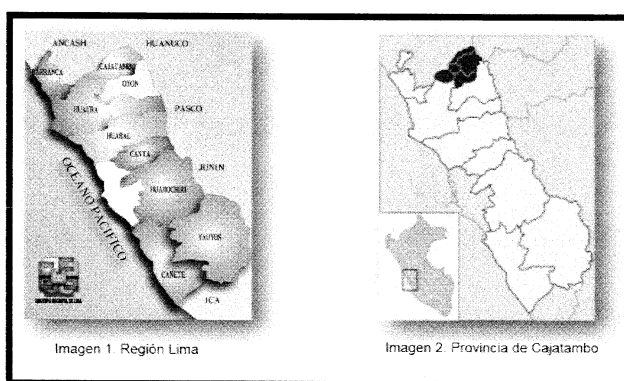 ANCASH
HUANUCO
BARRANCA
CAJATAMBO
OYON
HUAURA
PASCO
HUARAL
CANTA
JUNIN
HUAROCHIRI
OCEANO PACIFICO
YAUYOS
CAÑETE
ICA
Imagen 1. Región Lima
Imagen 2. Provincia de Cajatambo